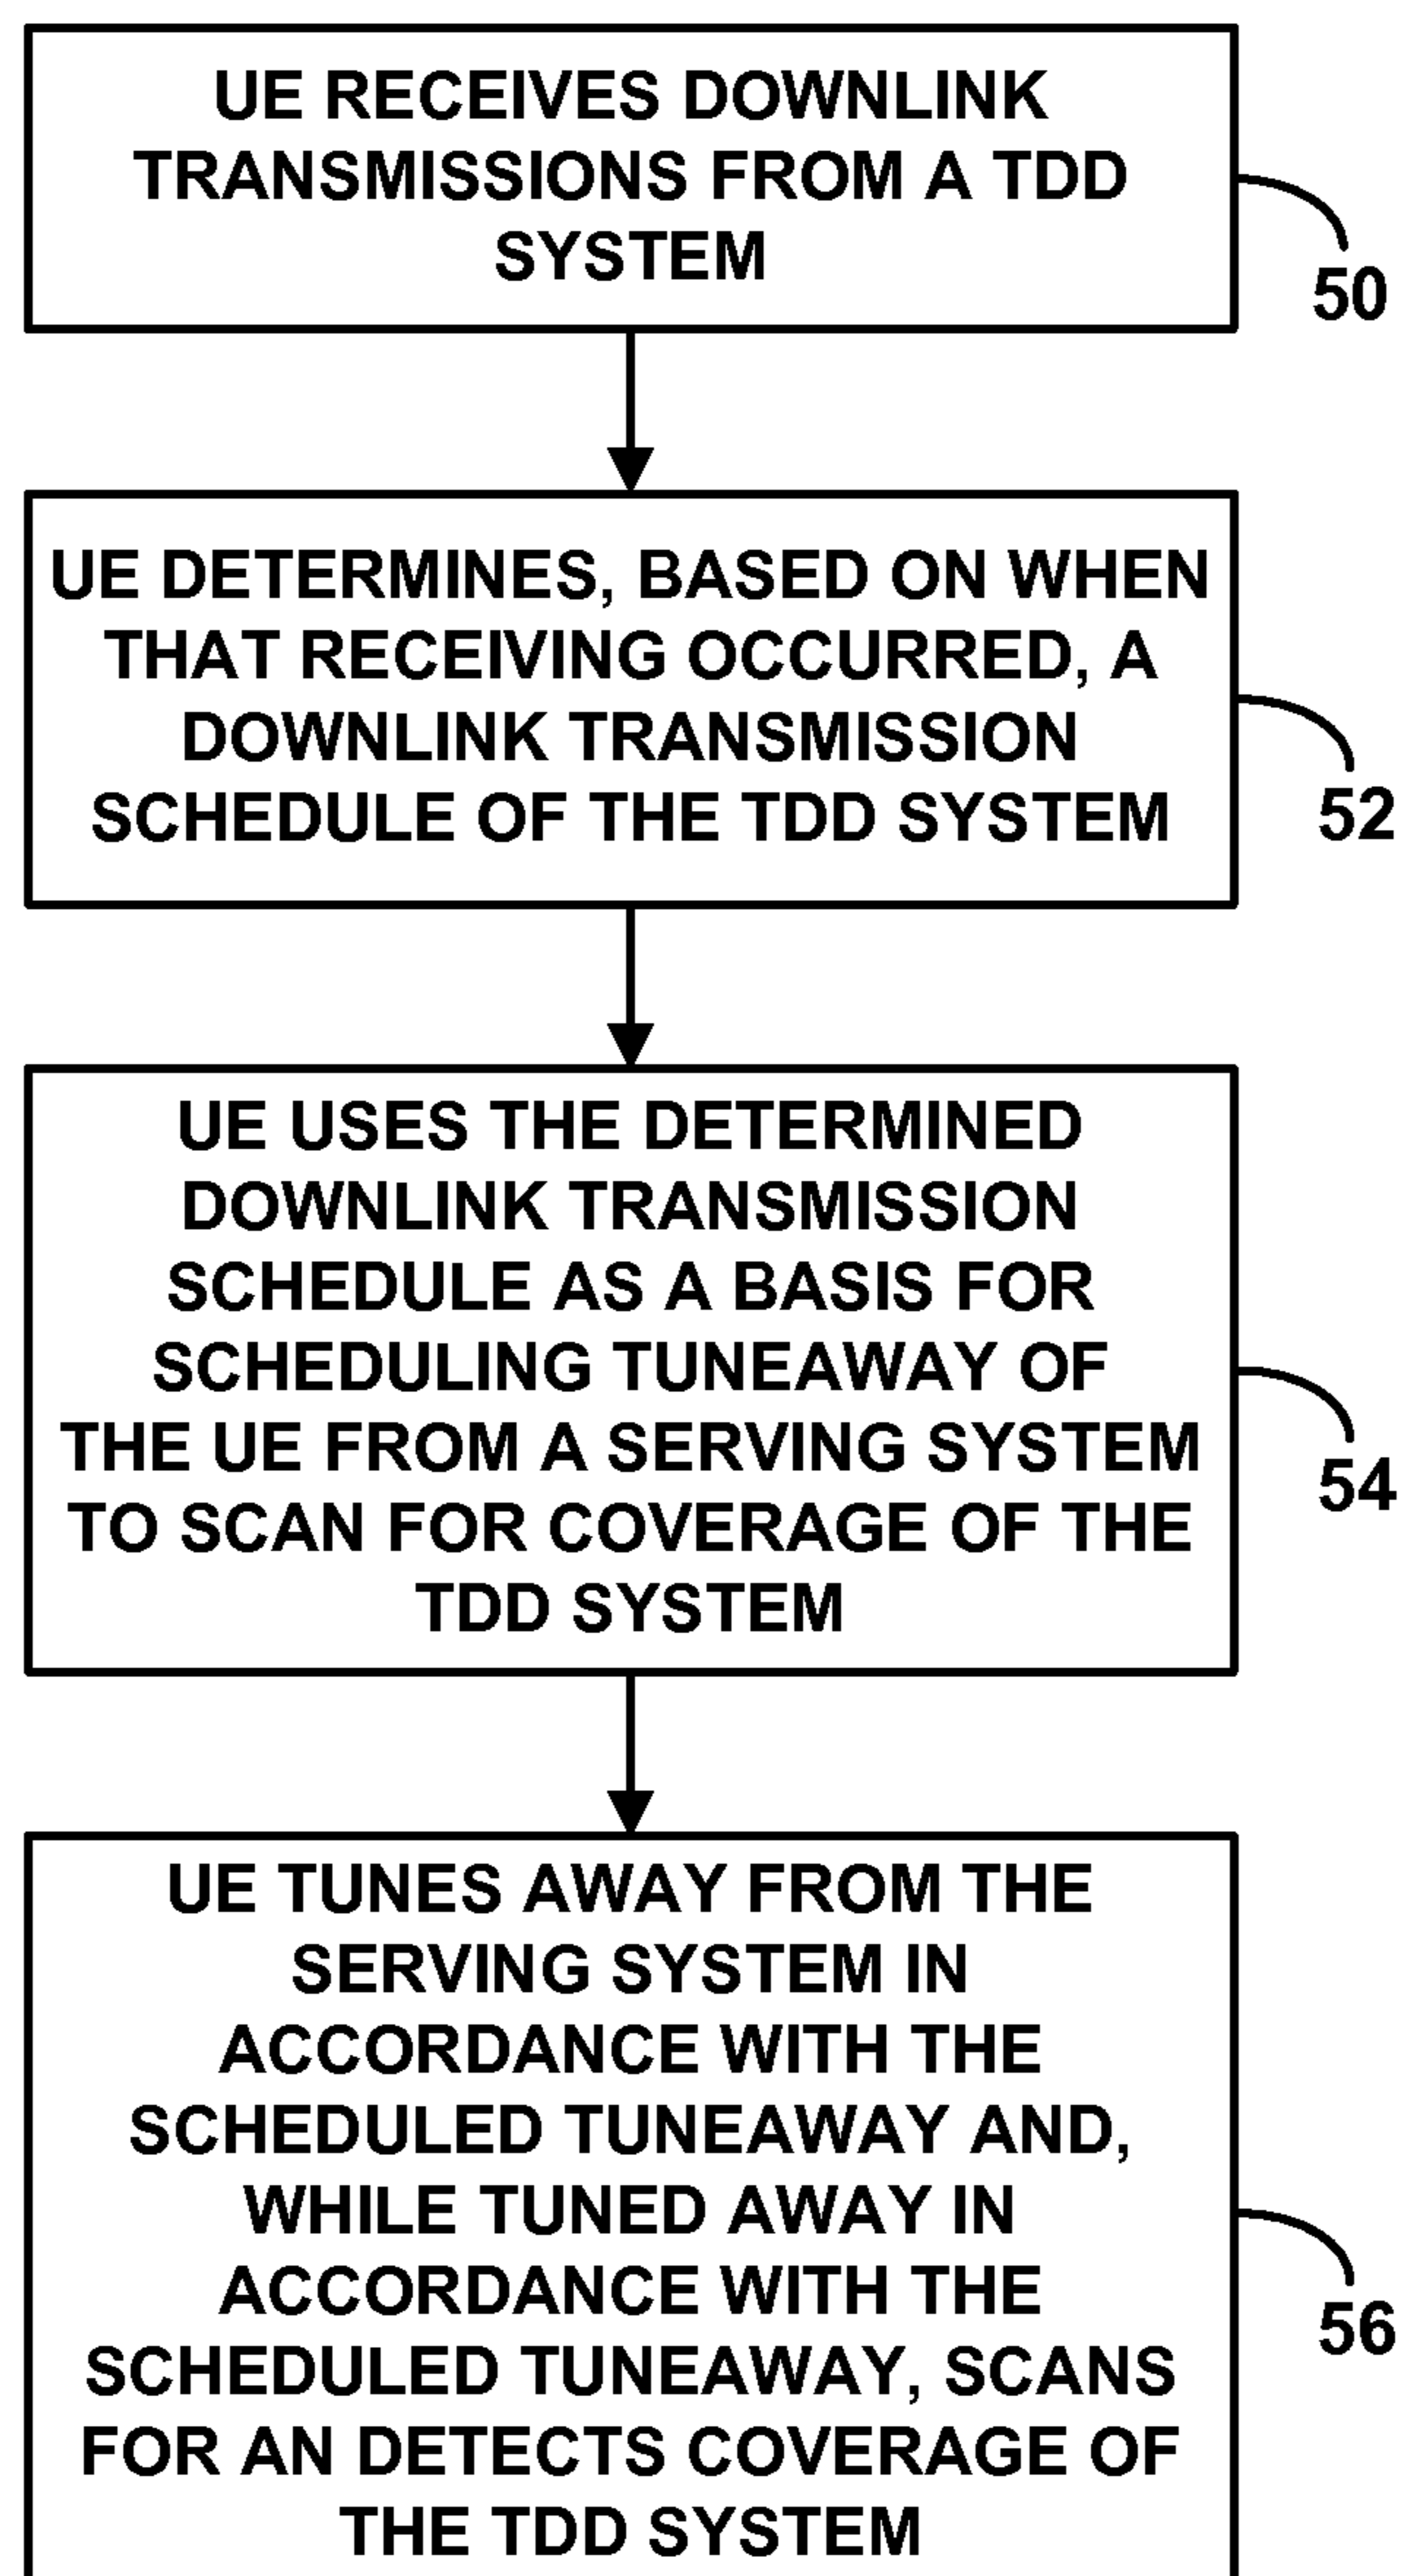 UE RECEIVES DOWNLINK
TRANSMISSIONS FROM A TDD
SYSTEM
50
UE DETERMINES, BASED ON WHEN
THAT RECEIVING OCCURRED, A
DOWNLINK TRANSMISSION
SCHEDULE OF THE TDD SYSTEM
52
UE USES THE DETERMINED
DOWNLINK TRANSMISSION
SCHEDULE AS A BASIS FOR
SCHEDULING TUNEAWAY OF
THE UE FROM A SERVING SYSTEM
TO SCAN FOR COVERAGE OF THE
TDD SYSTEM
54
UE TUNES AWAY FROM THE
SERVING SYSTEM IN
ACCORDANCE WITH THE
SCHEDULED TUNEAWAY AND,
WHILE TUNED AWAY IN
ACCORDANCE WITH THE
SCHEDULED TUNEAWAY, SCANS
FOR AN DETECTS COVERAGE OF
THE TDD SYSTEM
56